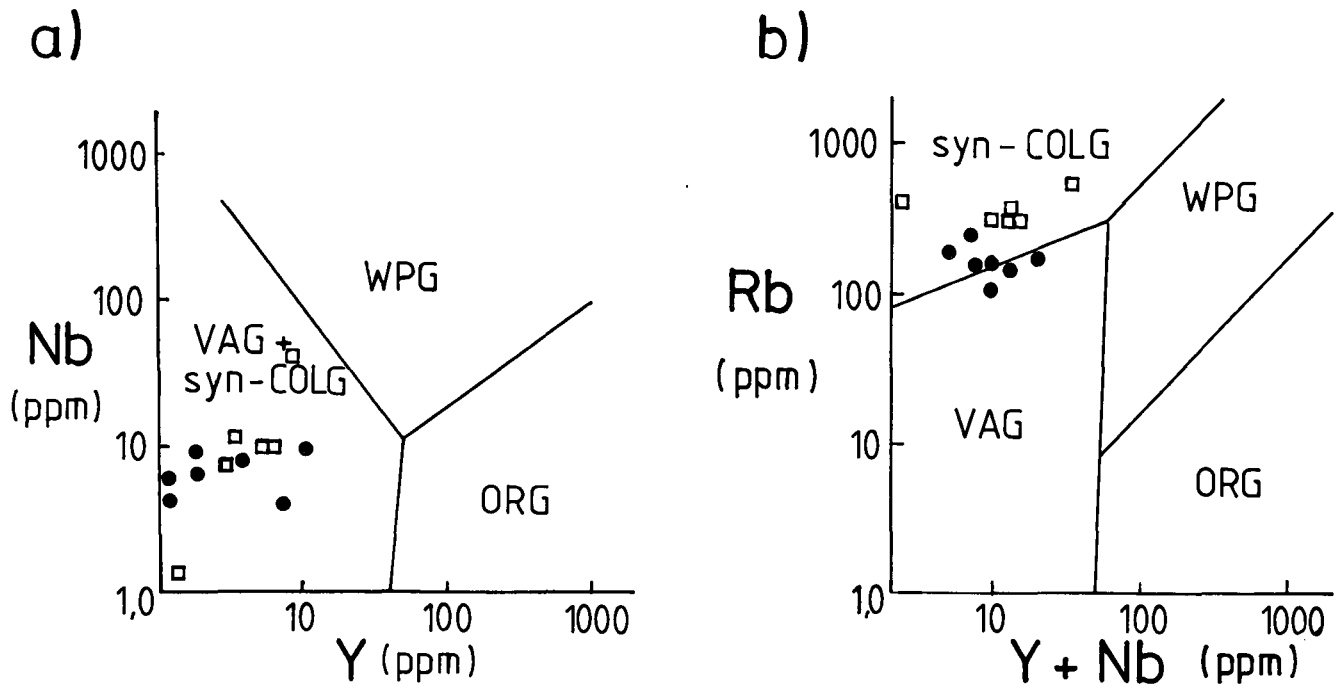 a)
1000
WPG
100
Nb
(ppm)
VAG +
syn-COLG
10
ORG
1,0
10
100
1000
Y (ppm)
b)
1000
syn-COLG
WPG
Rb
(ppm)
100
VAG
10
ORG
1,0
10
100
1000
Y + Nb (ppm)